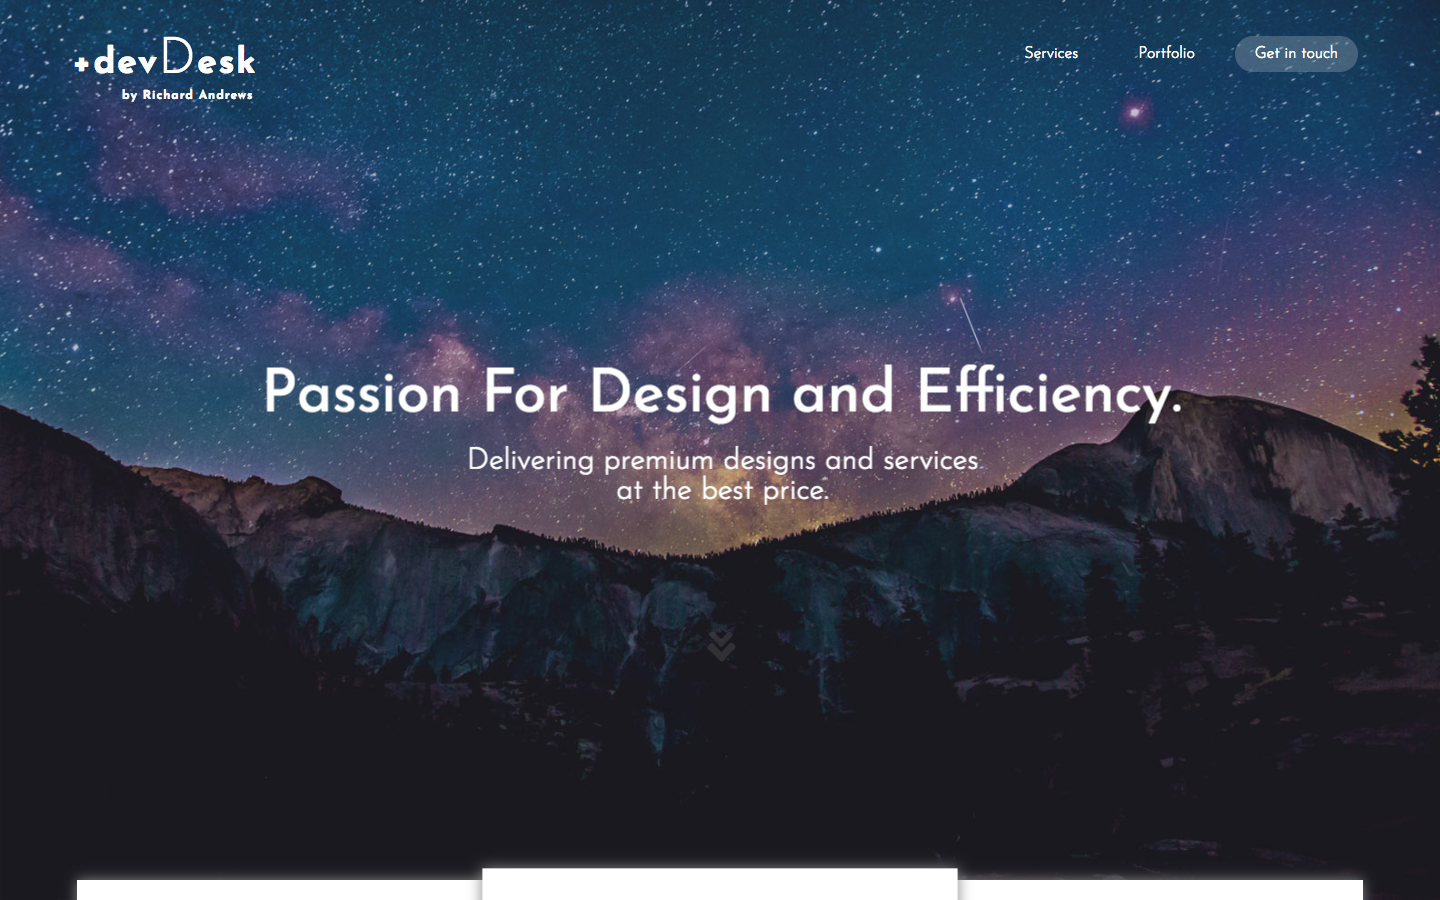 +devDesk
by Richard Andrews
Services
Portfolio
Get in touch
Passion For Design and Efficiency.
Delivering premium designs and services
at the best price.